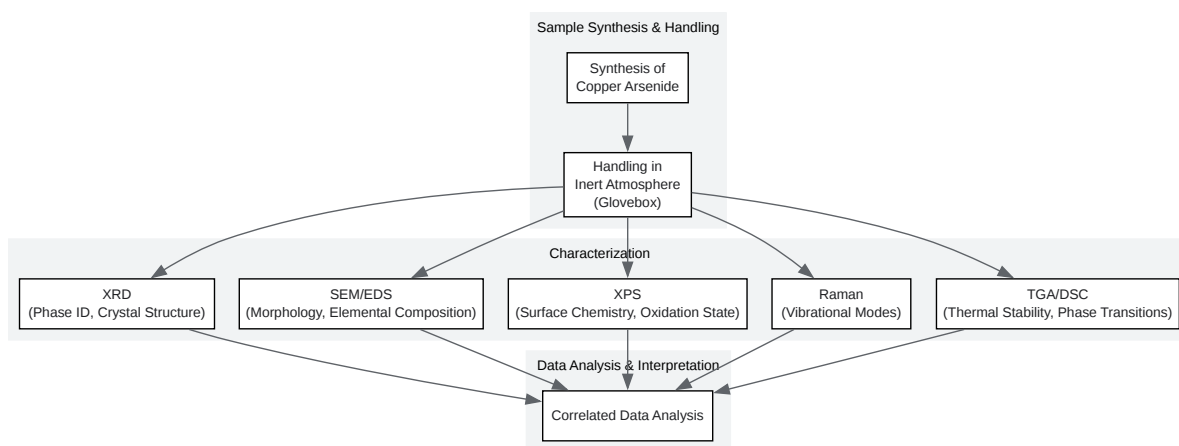 Sample Synthesis & Handling
Synthesis of
Copper Arsenide
Handling in
Inert Atmosphere
(Glovebox)
Characterization
XRD
(Phase ID, Crystal Structure)
SEM/EDS
(Morphology, Elemental Composition)
XPS
(Surface Chemistry, Oxidation State)
Raman
(Vibrational Modes)
TGA/DSC
(Thermal Stability, Phase Transitions)
Data Analysis & Interpretation
Correlated Data Analysis